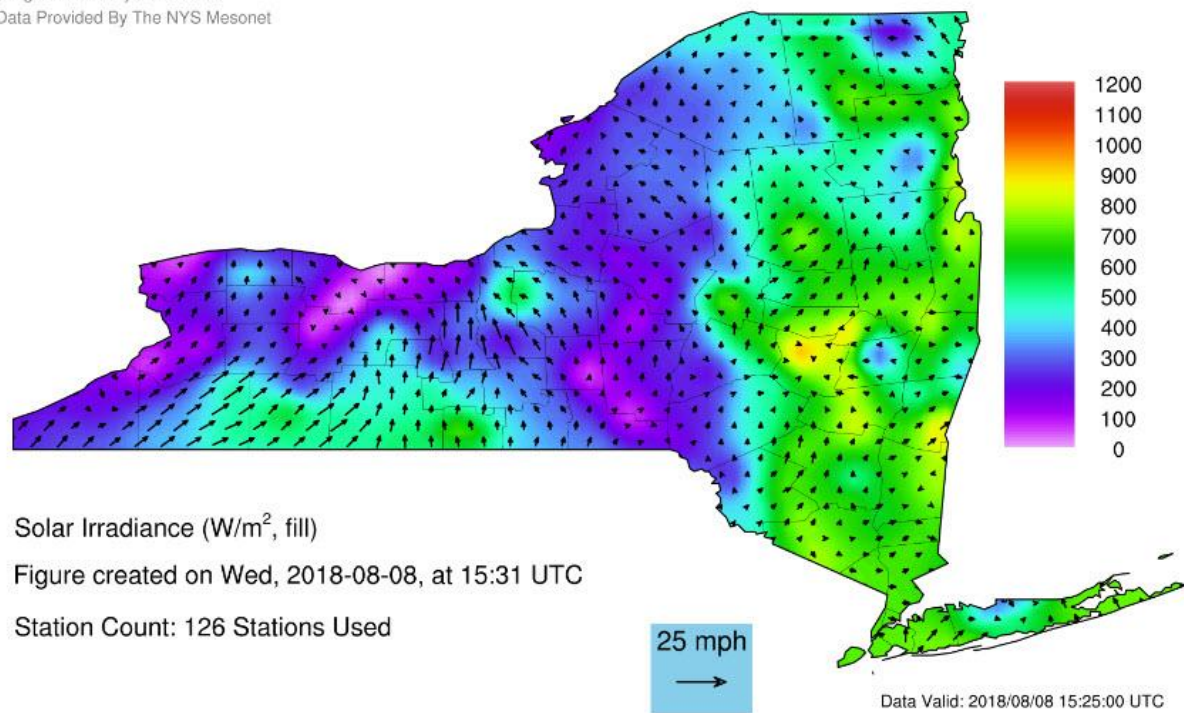 Data Provided By The NYS Mesonet
1200
1100
1000
900
800
700
600
500
400
300
200
100
0
Solar Irradiance (W/m², fill)
Figure created on Wed, 2018-08-08, at 15:31 UTC
Station Count: 126 Stations Used
25 mph
Data Valid: 2018/08/08 15:25:00 UTC